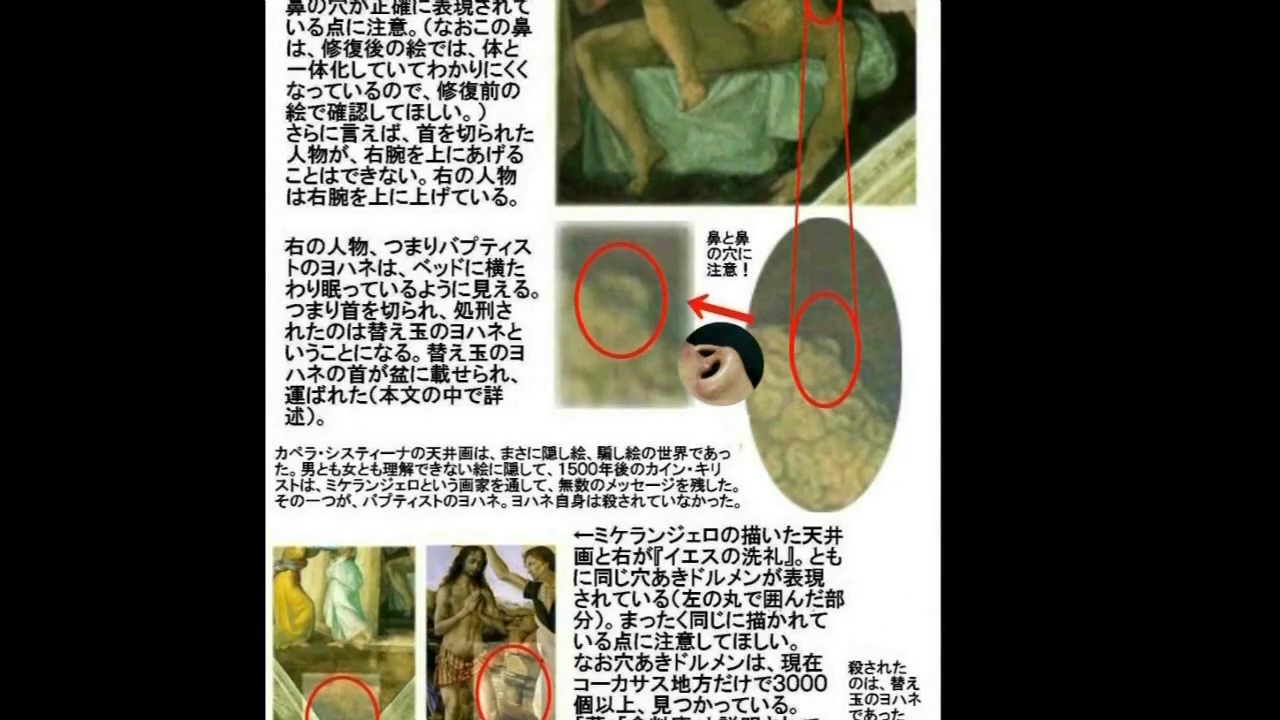 鼻の穴が正確に表現されて
いる点に注意。(なおこの鼻
は、修復後の絵では、体と
一体化していてわかりにくく
なっているので、修復前の
絵で確認してほしい。)
さらに言えば、首を切られた
人物が、右腕を上にあげる
ことはできない。右の人物
は右腕を上に上げている。
右の人物、つまりバプティス
トのヨハネは、ベッドに横た
わり眠っているように見える。
つまり首を切られ、処刑さ
れたのは替え玉のヨハネと
いうことになる。替え玉のヨ
ハネの首が盆に載せられ、
運ばれた(本文の中で詳
述)。
鼻と鼻
の穴に
注意!
カペラ・システィーナの天井画は、まさに隠し絵、騙し絵の世界であっ
た。男とも女とも理解できない絵に隠して、1500年後のカイン・キリ
ストは、ミケランジェロという画家を通して、無数のメッセージを残した。
その一つが、バプティストのヨハネ。ヨハネ自身は殺されていなかった。
←ミケランジェロの描いた天井
画と右が『イエスの洗礼』。とも
に同じ穴あきドルメンが表現
されている(左の丸で囲んだ部
分)。まったく同じに描かれて
いる点に注意してほしい。
なお穴あきドルメンは、現在
コーカサス地方だけで3000
個以上、見つかっている。
殺された
のは、替え
玉のヨハネ
であった